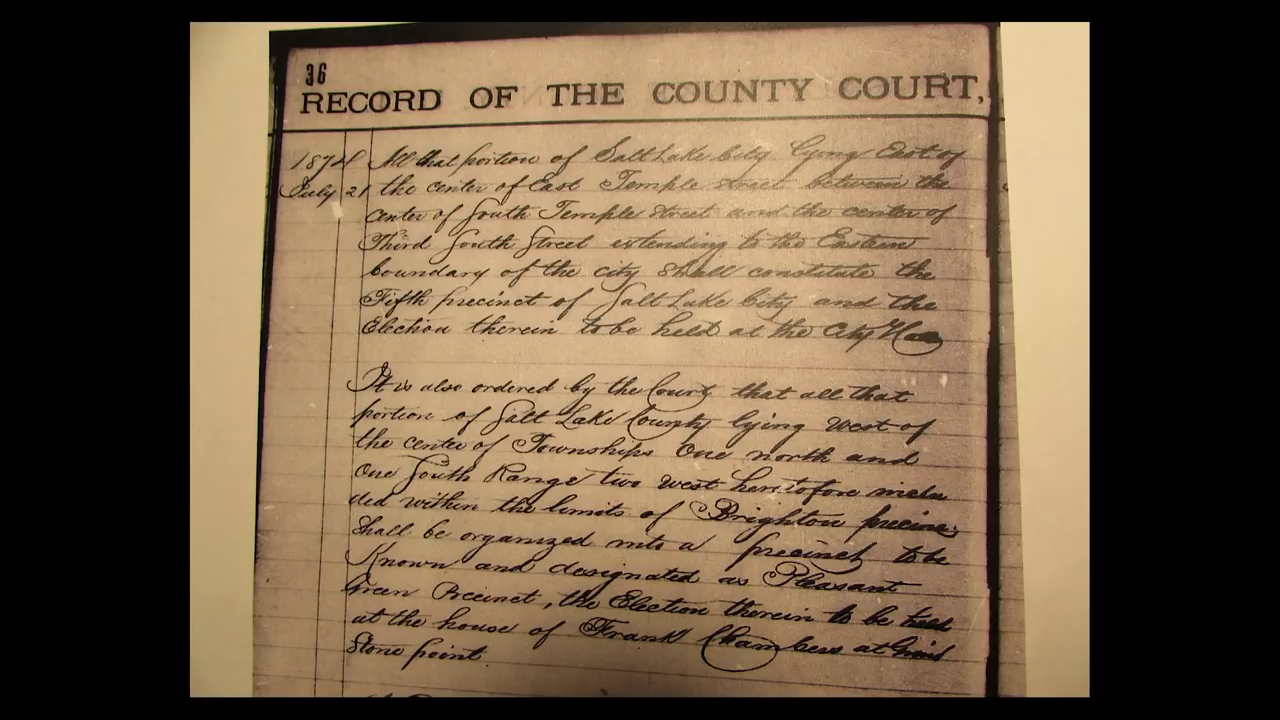 36
RECORD OF THE COUNTY COURT,
1874 All that portion of Salt Lake City lying East of
July 21 the center of East Temple street between the
center of South Temple Street and the center of
Third South Street extending to the Eastern
boundary of the city shall constitute the
Fifth precinct of Salt Lake City and the
Election therein to be held at the City Hall
It is also ordered by the Court that all that
portion of Salt Lake County lying West of
the center of Townships One north and
One South Range two West heretofore inclu
ded within the limits of Brighton precinct
Shall be organized into a precinct to be
Known and designated as Pleasant
Green Precinct, the Election therein to be held
at the house of Frank Chambers at Grind
Stone point.